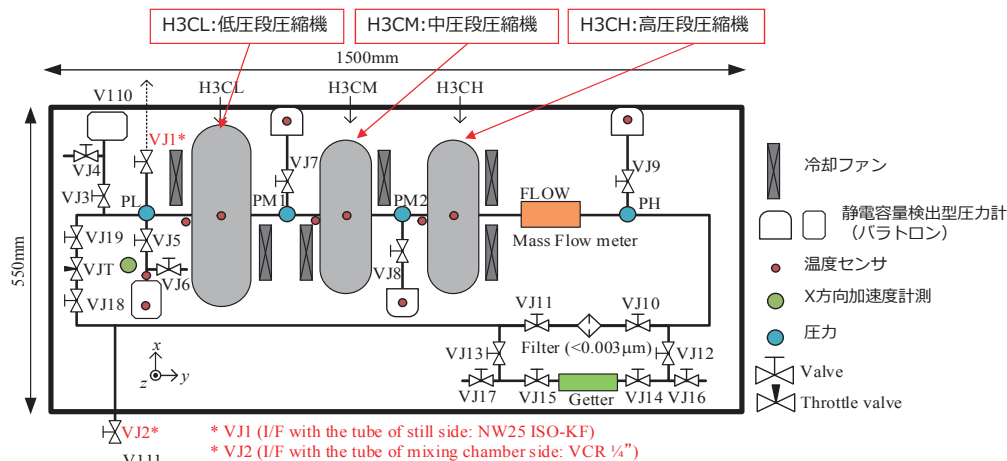 H3CL:低圧段圧縮機
H3CM:中圧段圧縮機
H3CH:高圧段圧縮機
1500mm
H3CL
H3CM
H3CH
V110
VJ1*
VJ4
VJ7
VJ9
VJ3
PL
PM1
PM2
FLOW
PH
Mass Flow meter
VJ19
VJ5
VJT
VJ6
VJ8
VJ18
550mm
VJ11
VJ10
VJ13
Filter (<0.003μm)
VJ12
VJ17
VJ15
Getter
VJ14
VJ16
x
z
y
VJ2*
V111
* VJ1 (I/F with the tube of still side: NW25 ISO-KF)
* VJ2 (I/F with the tube of mixing chamber side: VCR ¼”)
冷却ファン
静電容量検出型圧力計
(バラトロン)
温度センサ
X方向加速度計測
圧力
Valve
Throttle valve